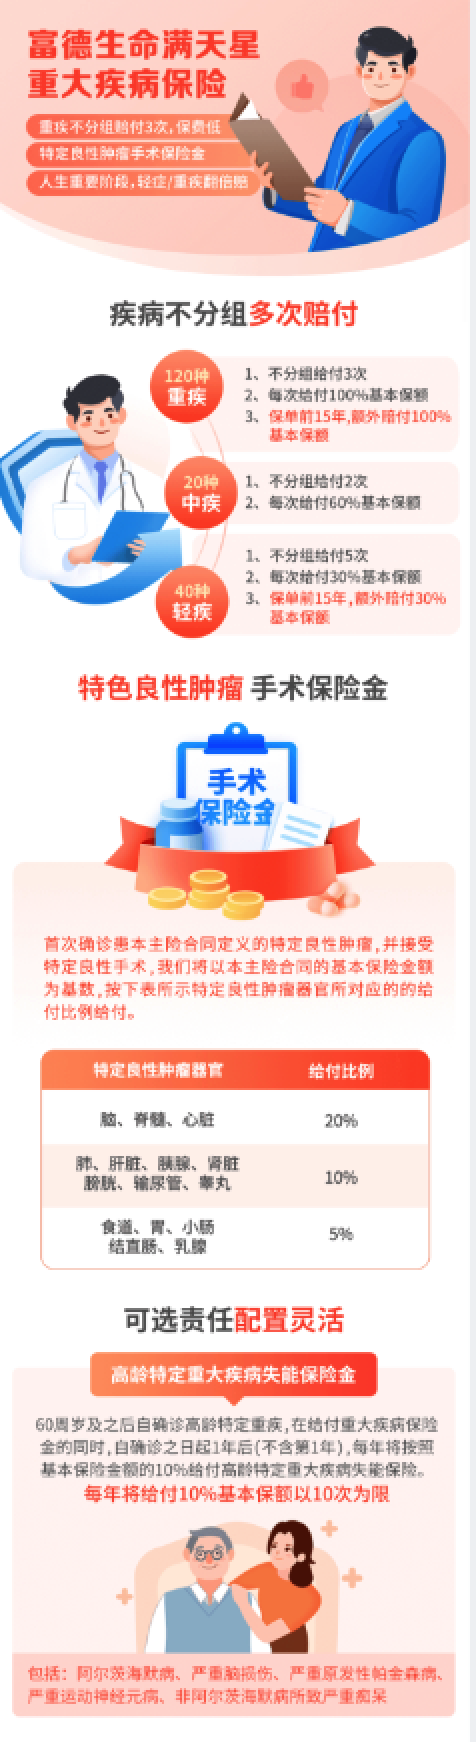 富德生命满天星
重大疾病保险
重疾不分组赔付3次,保费低
特定良性肿瘤手术保险金
人生重要阶段,轻症/重疾翻倍赔
疾病不分组多次赔付
120种
重疾
1、不分组给付3次
2、每次给付100%基本保额
3、保单前15年,额外赔付100%
基本保额
20种
中疾
1、不分组给付2次
2、每次给付60%基本保额
40种
轻疾
1、不分组给付5次
2、每次给付30%基本保额
3、保单前15年,额外赔付30%
基本保额
特色良性肿瘤 手术保险金
手术
保险金
首次确诊患本主险合同定义的特定良性肿瘤,并接受
特定良性手术,我们将以本主险合同的基本保险金额
为基数,按下表所示特定良性肿瘤器官所对应的的给
付比例给付。
特定良性肿瘤器官 给付比例
脑、脊髓、心脏 20%
肺、肝脏、胰腺、肾脏
膀胱、输尿管、睾丸 10%
食道、胃、小肠
结直肠、乳腺 5%
可选责任配置灵活
高龄特定重大疾病失能保险金
60周岁及之后自确诊高龄特定重疾,在给付重大疾病保险
金的同时,自确诊之日起1年后(不含第1年),每年将按照
基本保险金额的10%给付高龄特定重大疾病失能保险。
每年将给付10%基本保额以10次为限
包括：阿尔茨海默病、严重脑损伤、严重原发性帕金森病、
严重运动神经元病、非阿尔茨海默病所致严重痴呆